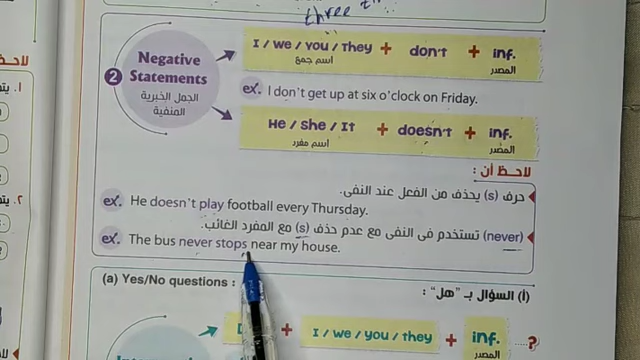 three
I / we / you / They + don't + inf.
اسم جمع
المصدر
2
Negative
Statements
الجمل الخبرية
المنفية
ex. I don't get up at six o'clock on Friday.
He / She / It + doesn't + inf.
اسم مفرد
المصدر
لاحظ أن :
حرف (s) يحذف من الفعل عند النفى.
ex. He doesn't play football every Thursday.
(never) تستخدم فى النفى مع عدم حذف (s) مع المفرد الغائب.
ex. The bus never stops near my house.
(a) Yes/No questions :
(أ) السؤال بـ "هل" :
+ I / we / you / they + inf. ......?
المصدر